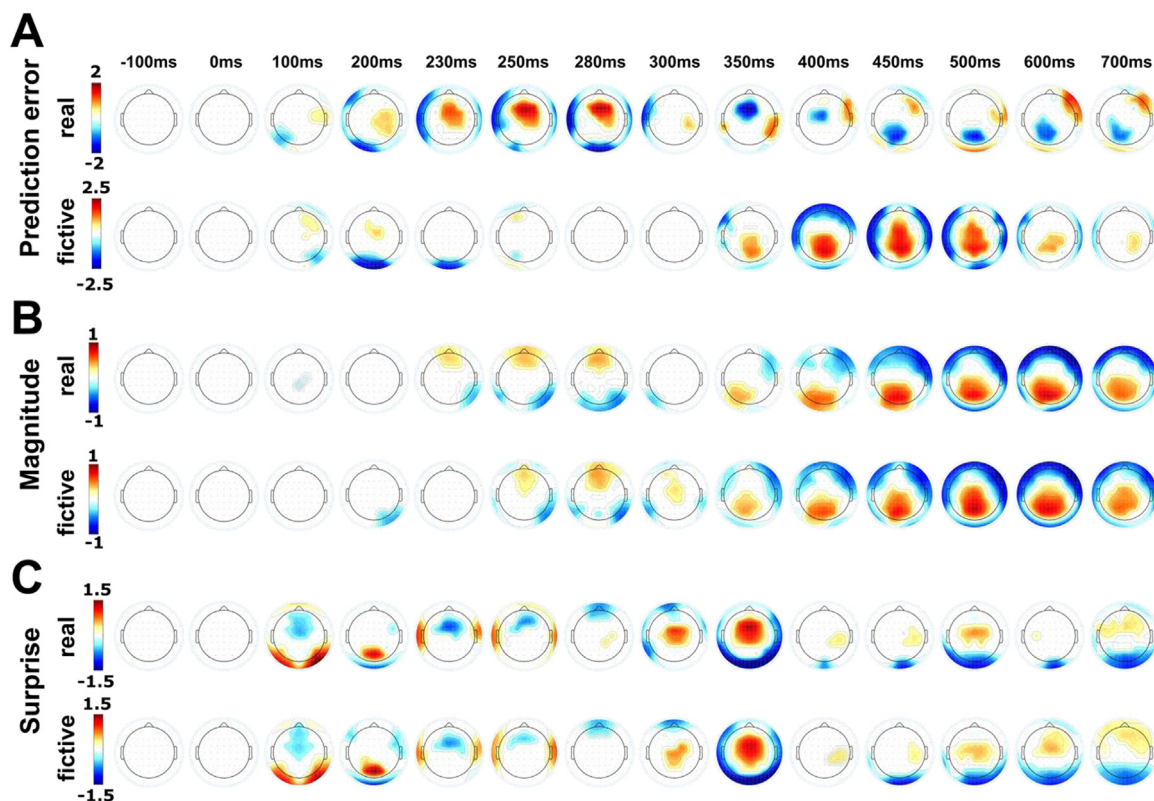 A
-100ms 0ms 100ms 200ms 230ms 250ms 280ms 300ms 350ms 400ms 450ms 500ms 600ms 700ms
Prediction error
real
2
-2
fictive
2.5
-2.5
B
Magnitude
real
1
-1
fictive
1
-1
C
Surprise
real
1.5
-1.5
fictive
1.5
-1.5